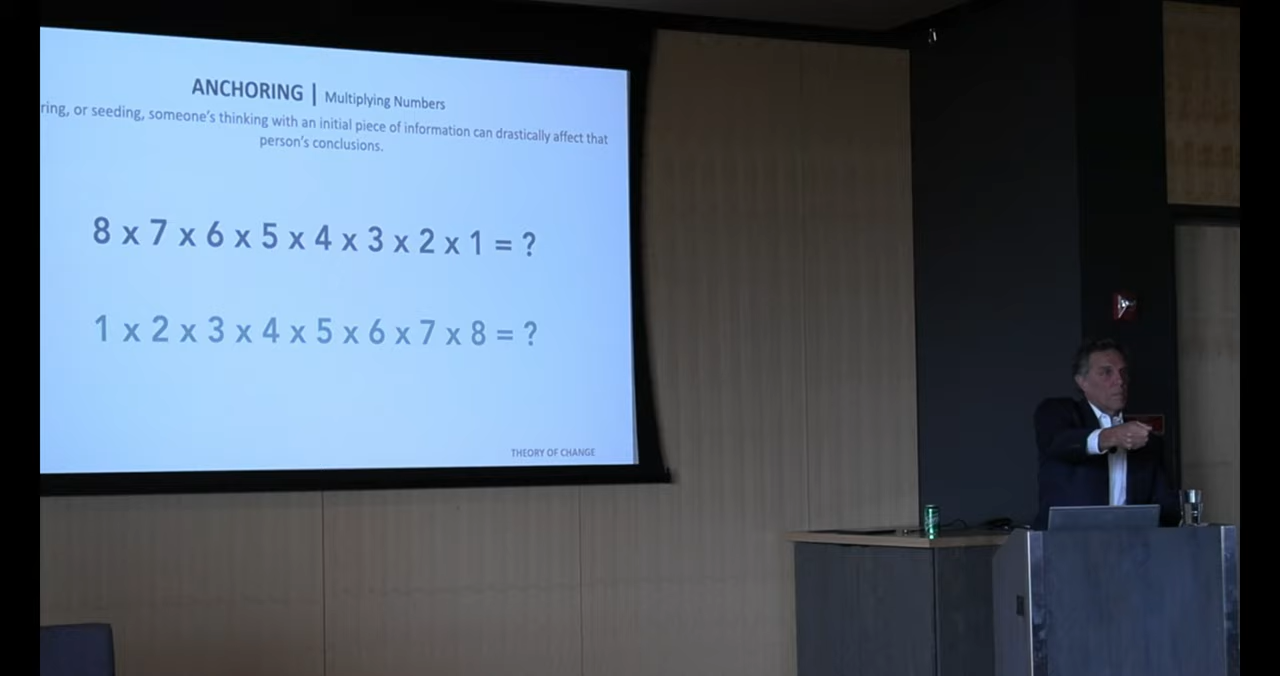 ANCHORING | Multiplying Numbers
ring, or seeding, someone's thinking with an initial piece of information can drastically affect that
person's conclusions.
8 x 7 x 6 x 5 x 4 x 3 x 2 x 1 = ?
1 x 2 x 3 x 4 x 5 x 6 x 7 x 8 = ?
THEORY OF CHANGE